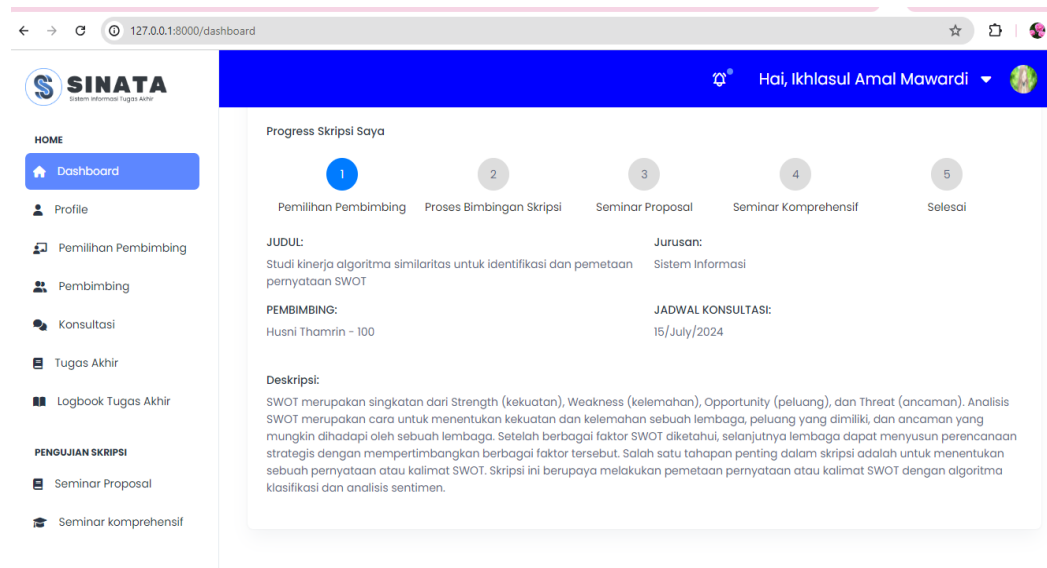 127.0.0.1:8000/dashboard
S SINATA
Sistem Informasi Tugas Akhir
Hai, Ikhlasul Amal Mawardi
HOME
Dashboard
Profile
Pemilihan Pembimbing
Pembimbing
Konsultasi
Tugas Akhir
Logbook Tugas Akhir
PENGUJIAN SKRIPSI
Seminar Proposal
Seminar komprehensif
Progress Skripsi Saya
1 2 3 4 5
Pemilihan Pembimbing Proses Bimbingan Skripsi Seminar Proposal Seminar Komprehensif Selesai
JUDUL:
Studi kinerja algoritma similaritas untuk identifikasi dan pemetaan
pernyataan SWOT
Jurusan:
Sistem Informasi
PEMBIMBING:
Husni Thamrin - 100
JADWAL KONSULTASI:
15/July/2024
Deskripsi:
SWOT merupakan singkatan dari Strength (kekuatan), Weakness (kelemahan), Opportunity (peluang), dan Threat (ancaman). Analisis
SWOT merupakan cara untuk menentukan kekuatan dan kelemahan sebuah lembaga, peluang yang dimiliki, dan ancaman yang
mungkin dihadapi oleh sebuah lembaga. Setelah berbagai faktor SWOT diketahui, selanjutnya lembaga dapat menyusun perencanaan
strategis dengan mempertimbangkan berbagai faktor tersebut. Salah satu tahapan penting dalam skripsi adalah untuk menentukan
sebuah pernyataan atau kalimat SWOT. Skripsi ini berupaya melakukan pemetaan pernyataan atau kalimat SWOT dengan algoritma
klasifikasi dan analisis sentimen.